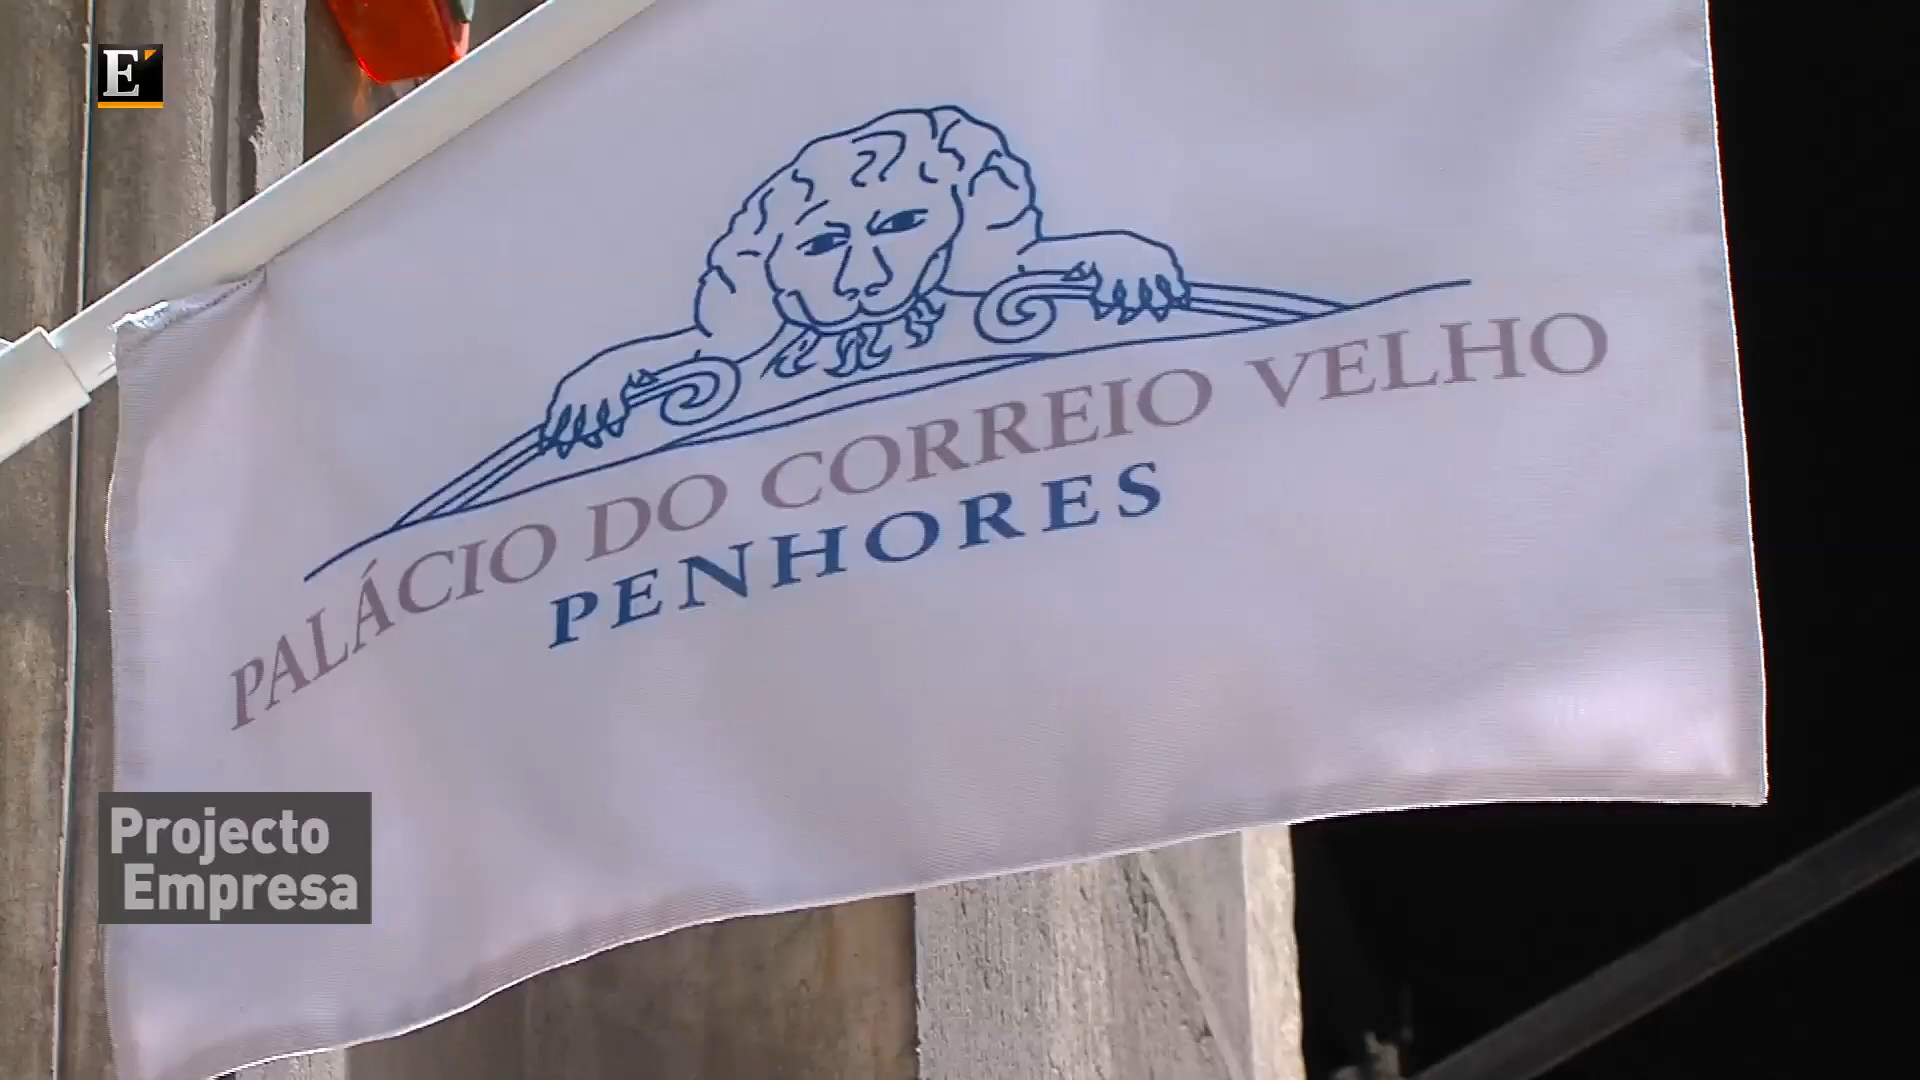 E
PALÁCIO DO CORREIO VELHO
PENHORES
Projecto
Empresa